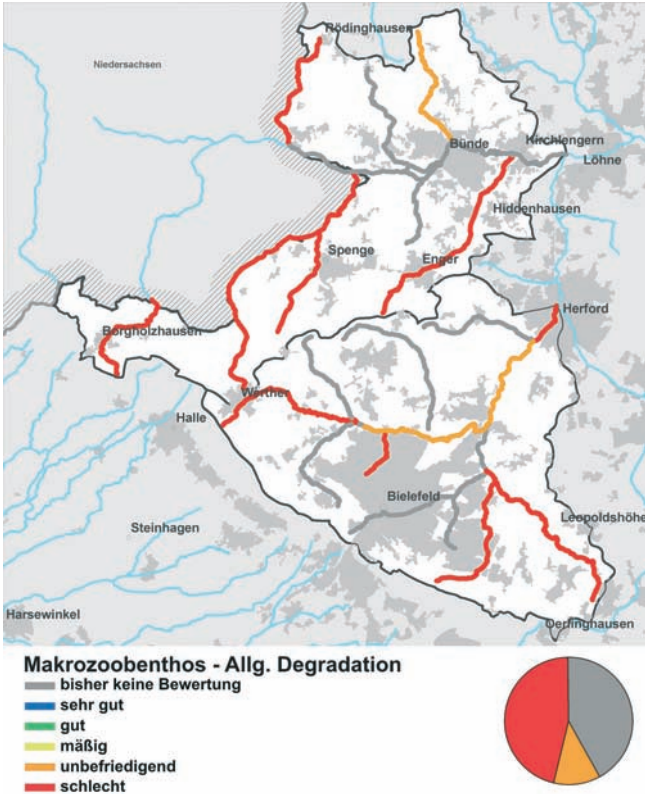 Rödinghausen
Niedersachsen
Bünde
Kirchlengern
Löhne
Hiddenhausen
Spenge
Enger
Herford
Borgholzhausen
Werther
Halle
Bielefeld
Leopoldshöhe
Steinhagen
Harsewinkel
Oerlinghausen
Makrozoobenthos - Allg. Degradation
bisher keine Bewertung
sehr gut
gut
mäßig
unbefriedigend
schlecht